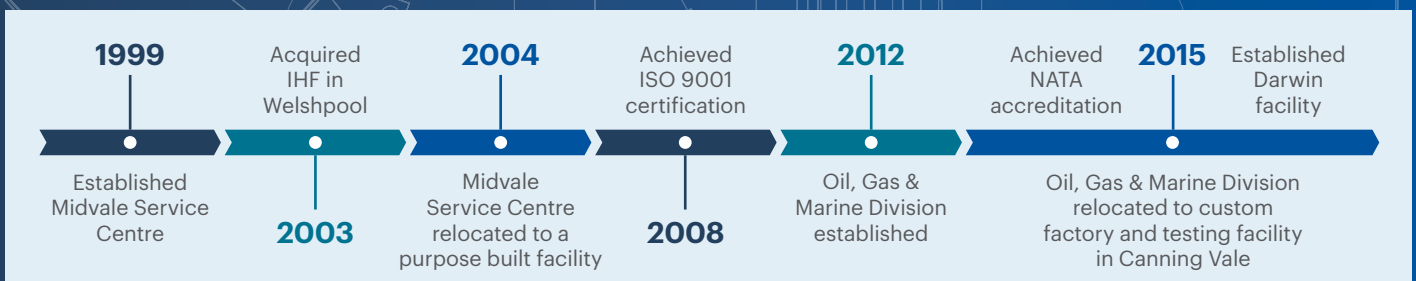 1999
Established
Midvale Service
Centre
Acquired
IHF in
Welshpool
2003
2004
Midvale
Service Centre
relocated to a
purpose built facility
Achieved
ISO 9001
certification
2008
2012
Oil, Gas &
Marine Division
established
Achieved
NATA
accreditation
2015
Established
Darwin
facility
Oil, Gas & Marine Division
relocated to custom
factory and testing facility
in Canning Vale